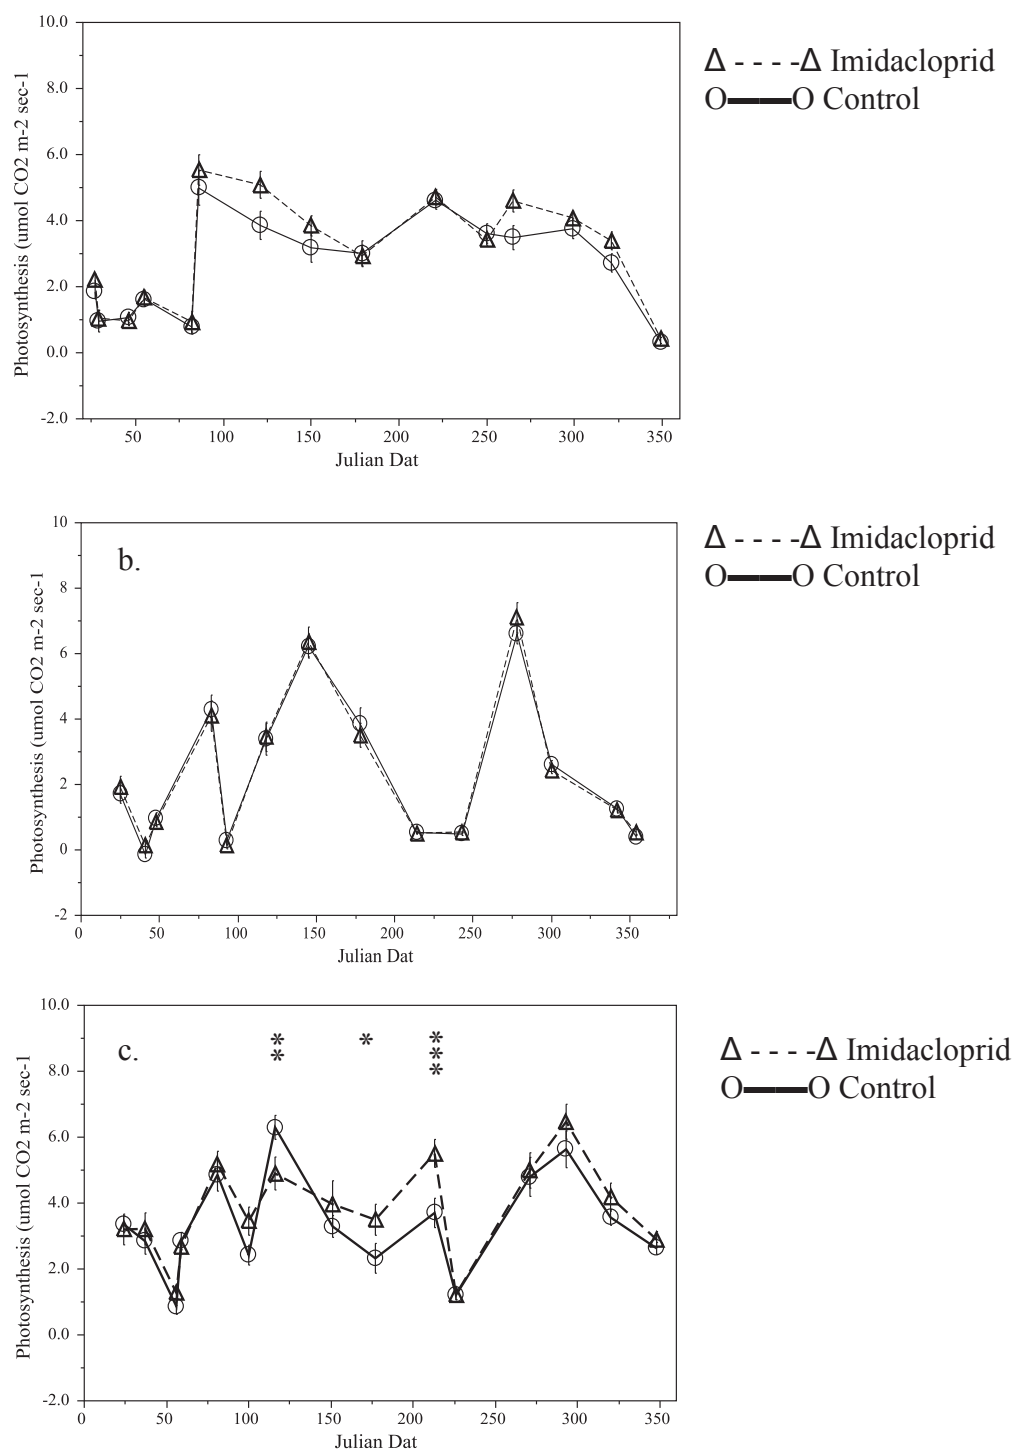 10.0
8.0
6.0
4.0
2.0
0.0
-2.0
Photosynthesis (umol CO2 m-2 sec-1
50 100 150 200 250 300 350
Julian Dat
Δ - - - -Δ Imidacloprid
O━━━O Control
b.
10
8
6
4
2
0
-2
Photosynthesis (umol CO2 m-2 sec-1
0 50 100 150 200 250 300 350
Julian Dat
Δ - - - -Δ Imidacloprid
O━━━O Control
c.
** * ***
10.0
8.0
6.0
4.0
2.0
0.0
-2.0
Photosynthesis (umol CO2 m-2 sec-1
0 50 100 150 200 250 300 350
Julian Dat
Δ - - - -Δ Imidacloprid
O━━━O Control